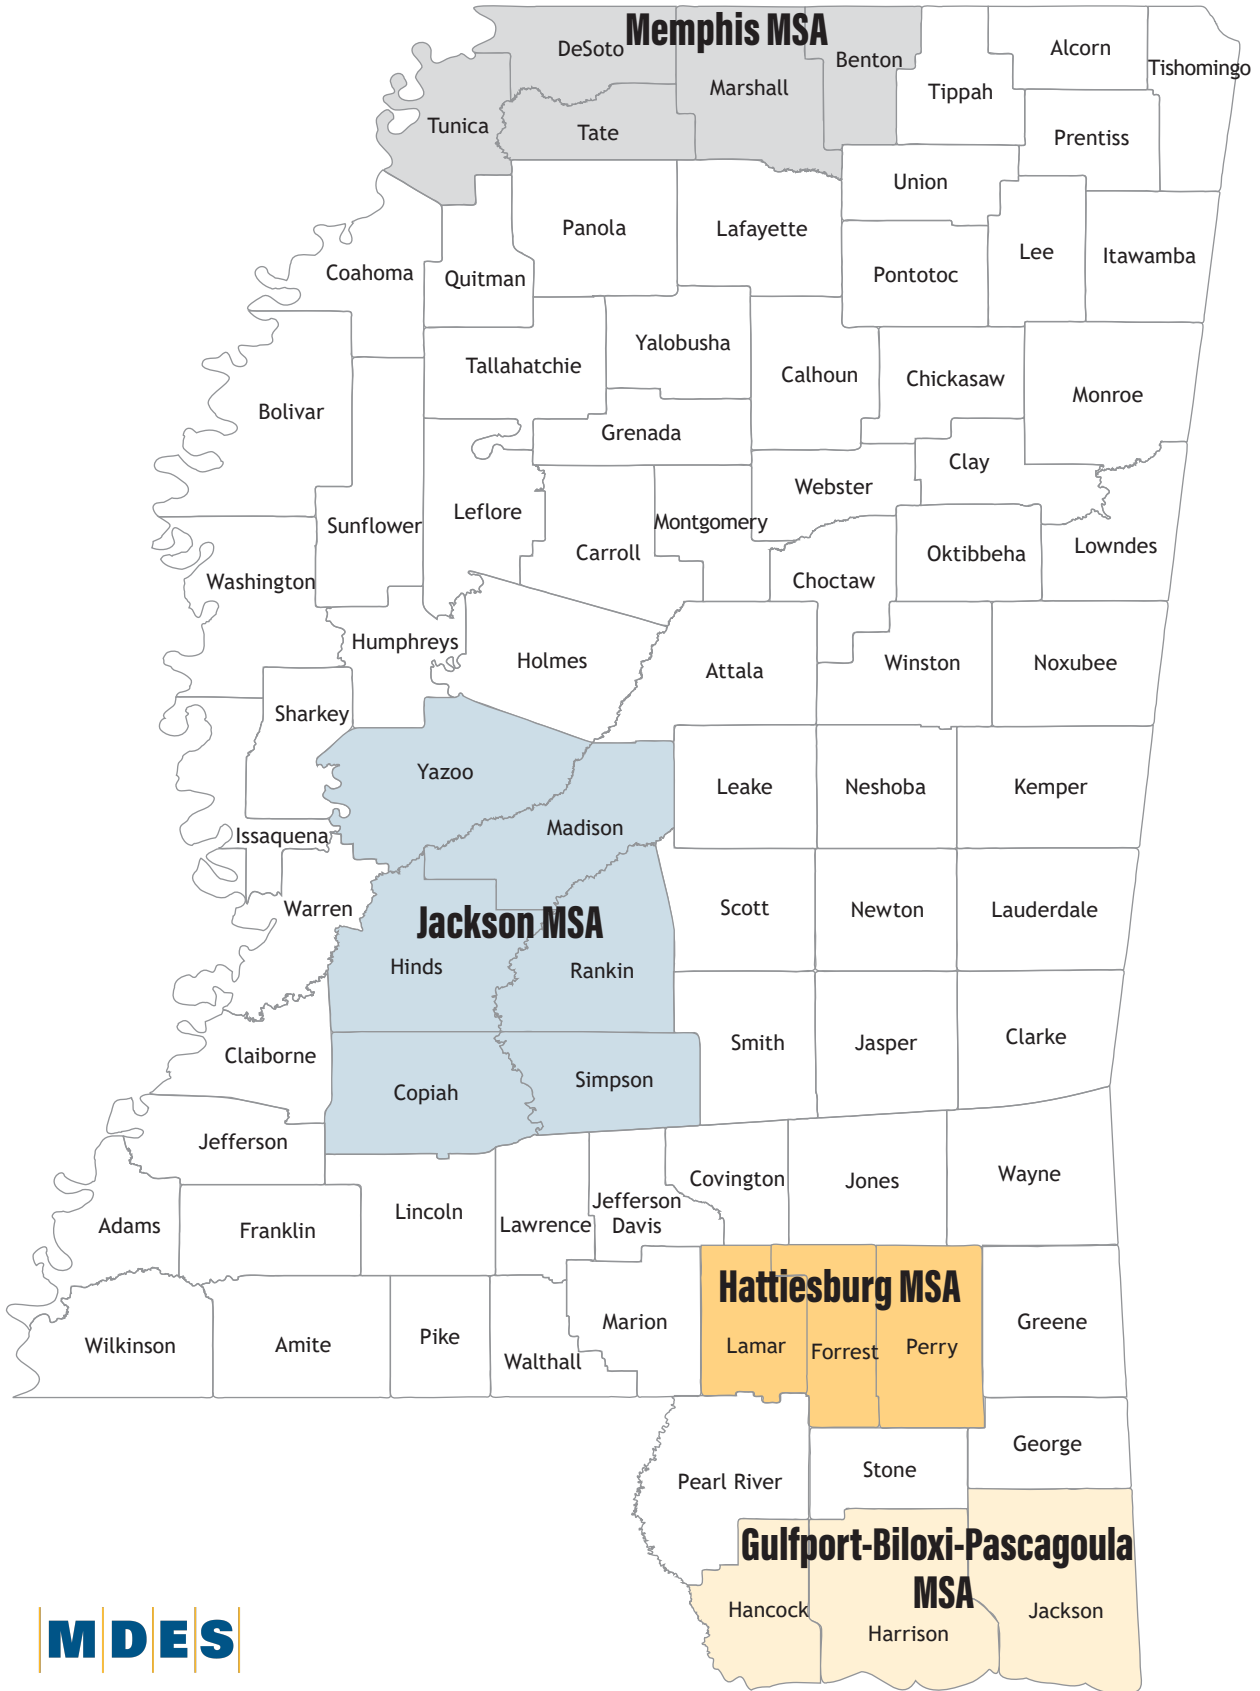 Memphis MSA
DeSoto
Benton
Alcorn
Tishomingo
Marshall
Tippah
Tunica
Tate
Prentiss
Union
Panola
Lafayette
Lee
Itawamba
Coahoma
Quitman
Pontotoc
Yalobusha
Tallahatchie
Calhoun
Chickasaw
Monroe
Bolivar
Grenada
Clay
Webster
Leflore
Sunflower
Montgomery
Carroll
Oktibbeha
Lowndes
Washington
Choctaw
Humphreys
Holmes
Attala
Winston
Noxubee
Sharkey
Yazoo
Leake
Neshoba
Kemper
Madison
Issaquena
Warren
Jackson MSA
Scott
Newton
Lauderdale
Hinds
Rankin
Smith
Jasper
Clarke
Claiborne
Copiah
Simpson
Jefferson
Covington
Jones
Wayne
Adams
Franklin
Lincoln
Lawrence
Jefferson
Davis
Hattiesburg MSA
Wilkinson
Amite
Pike
Walthall
Marion
Lamar
Forrest
Perry
Greene
George
Pearl River
Stone
Gulfport-Biloxi-Pascagoula
MSA
Hancock
Harrison
Jackson
MDES